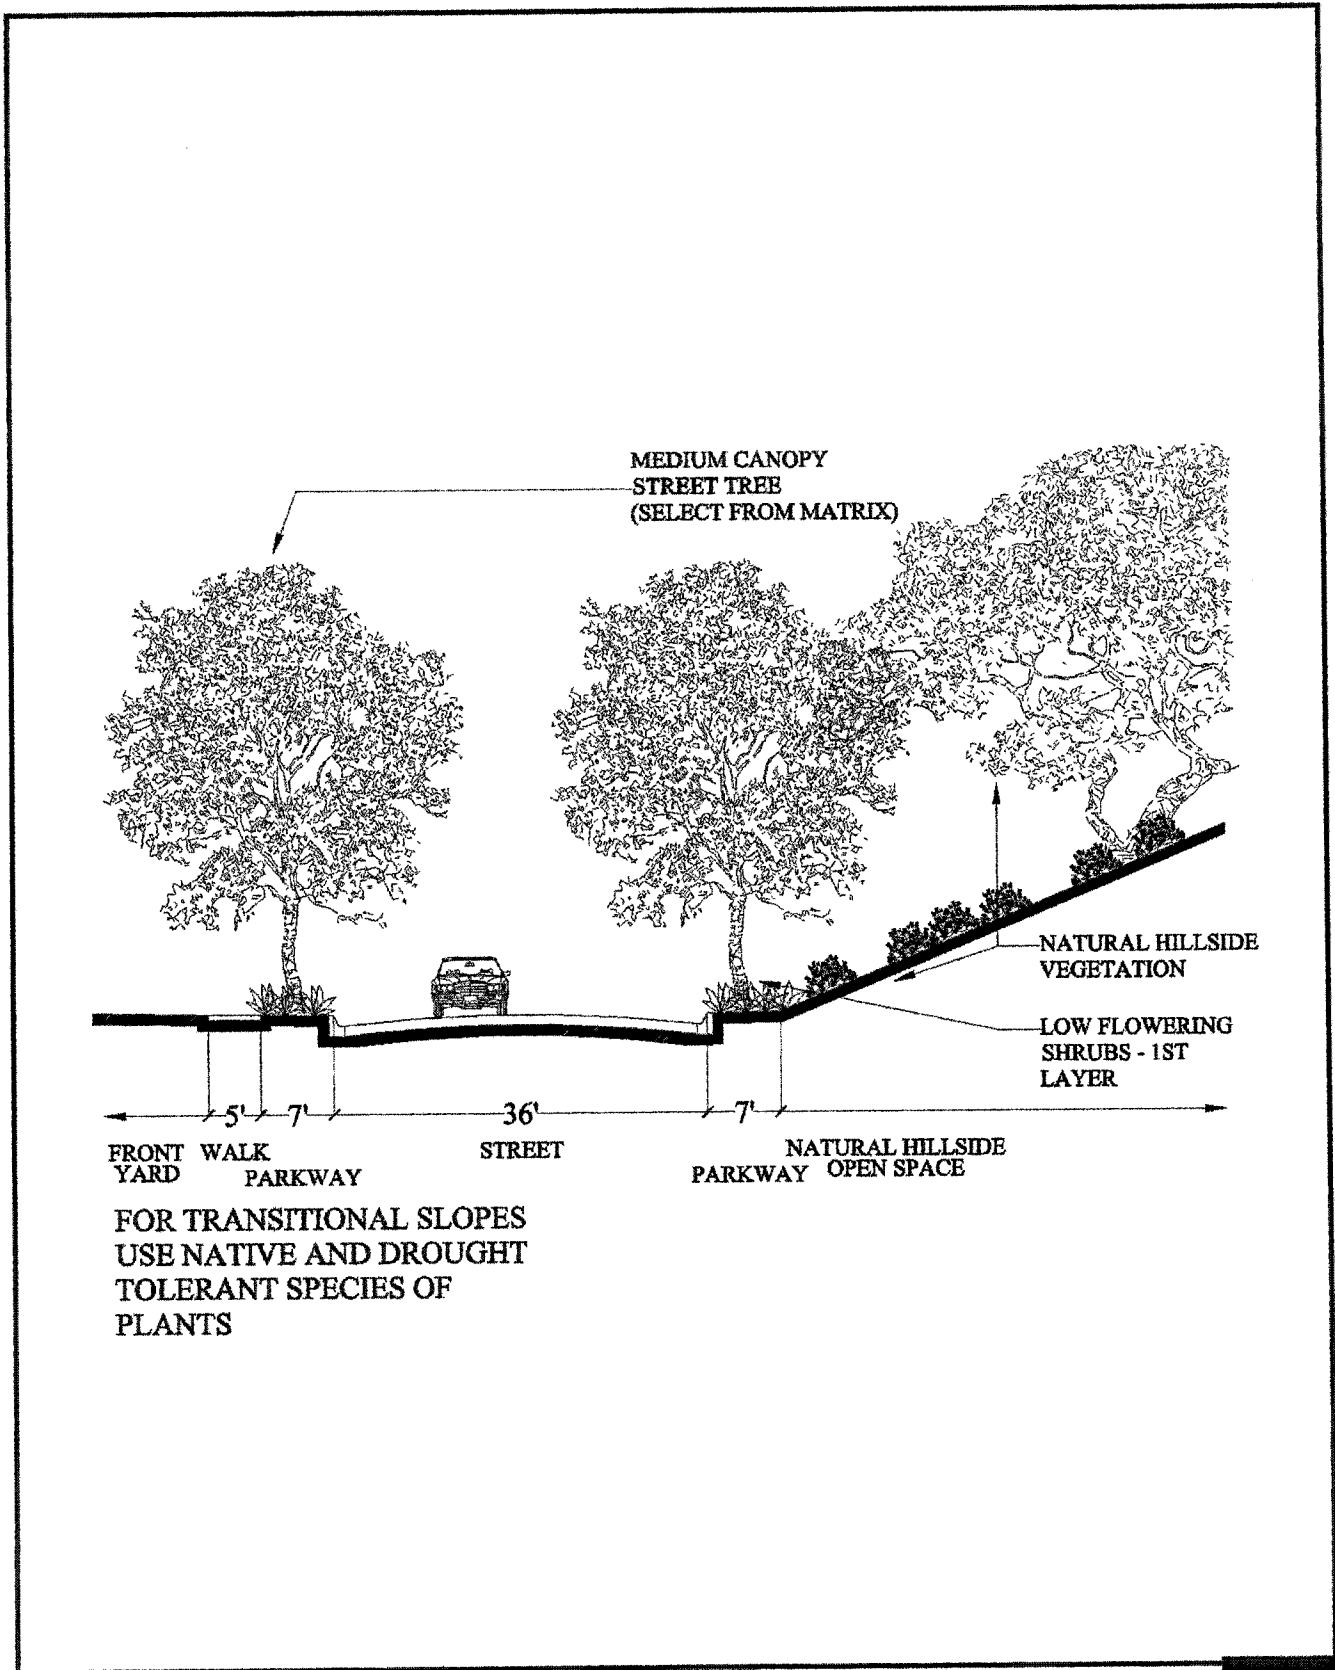 MEDIUM CANOPY
STREET TREE
(SELECT FROM MATRIX)
NATURAL HILLSIDE
VEGETATION
LOW FLOWERING
SHRUBS - 1ST
LAYER
5' 7' 36' 7'
FRONT YARD
WALK
PARKWAY
STREET
PARKWAY
NATURAL HILLSIDE
OPEN SPACE
FOR TRANSITIONAL SLOPES
USE NATIVE AND DROUGHT
TOLERANT SPECIES OF
PLANTS